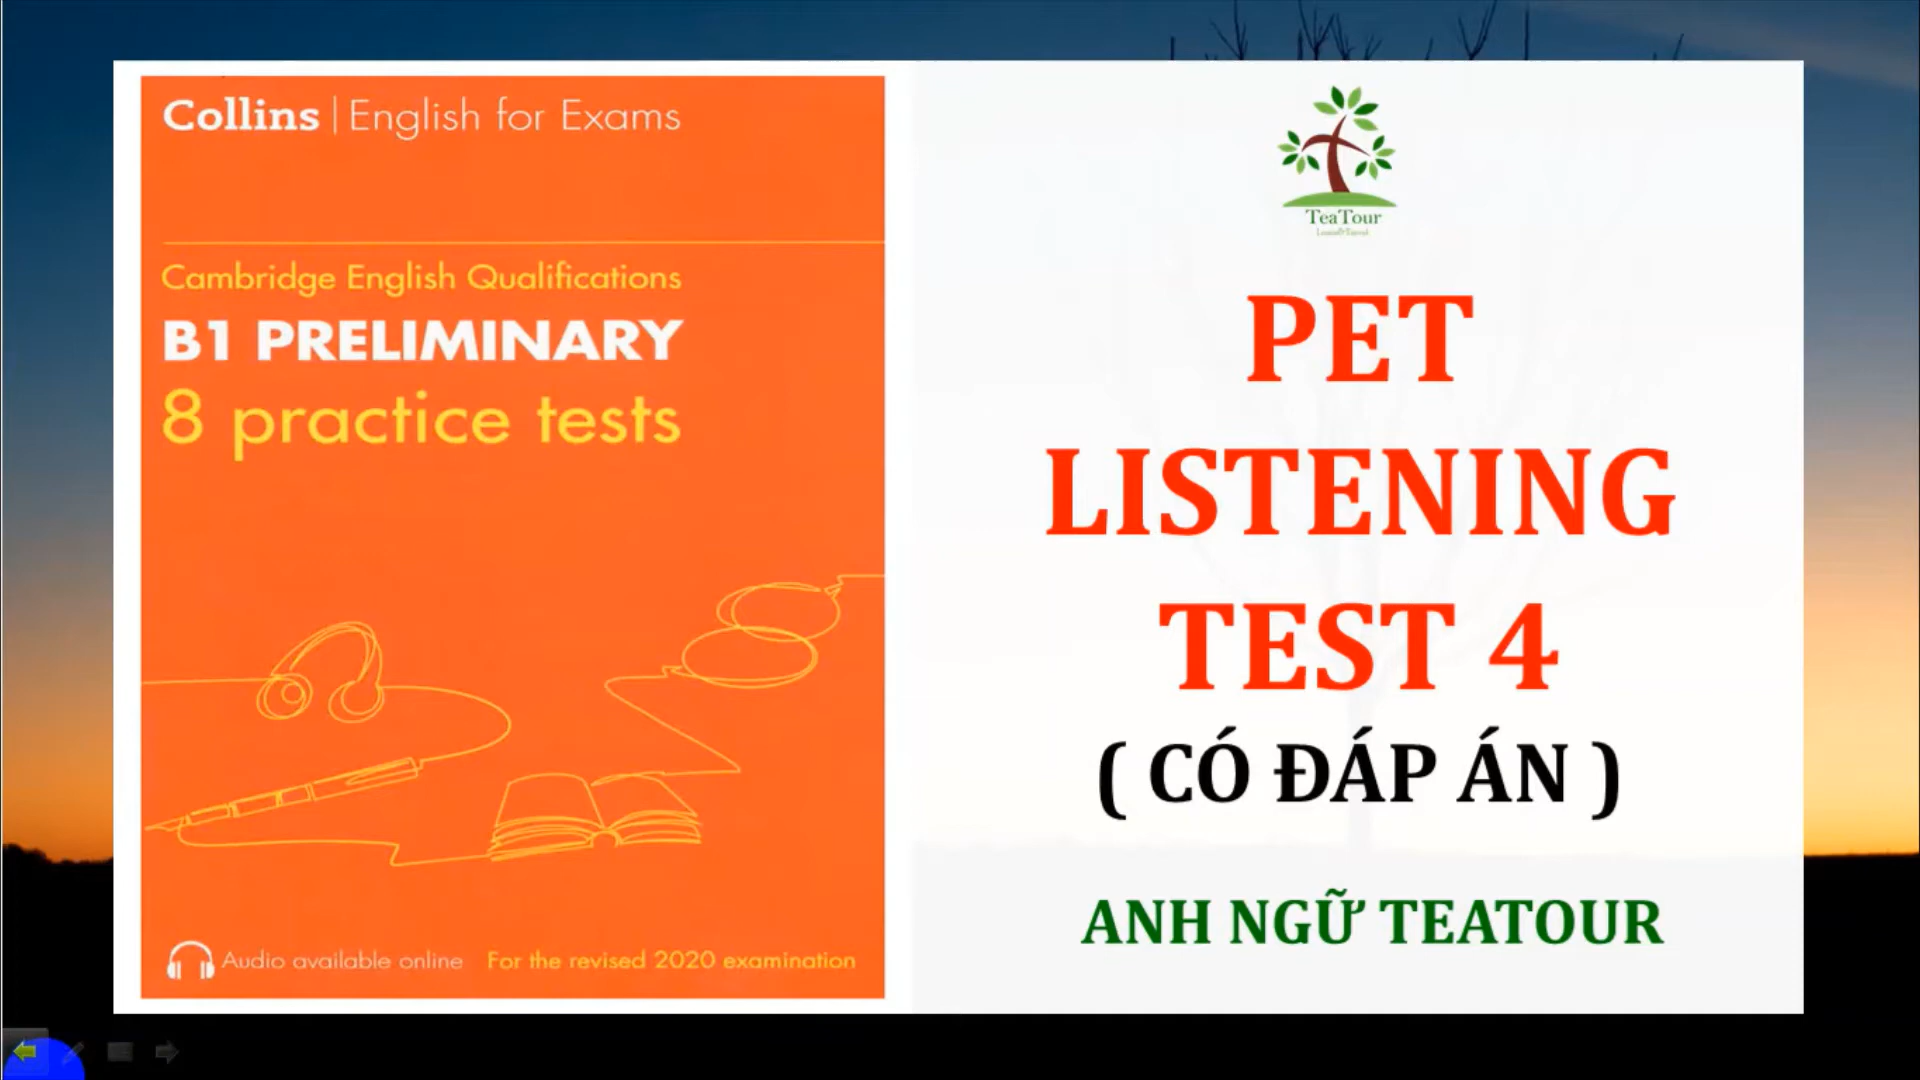 Collins | English for Exams
Cambridge English Qualifications
B1 PRELIMINARY
8 practice tests
Audio available online
For the revised 2020 examination
TeaTour
PET
LISTENING
TEST 4
( CÓ ĐÁP ÁN )
ANH NGỮ TEATOUR